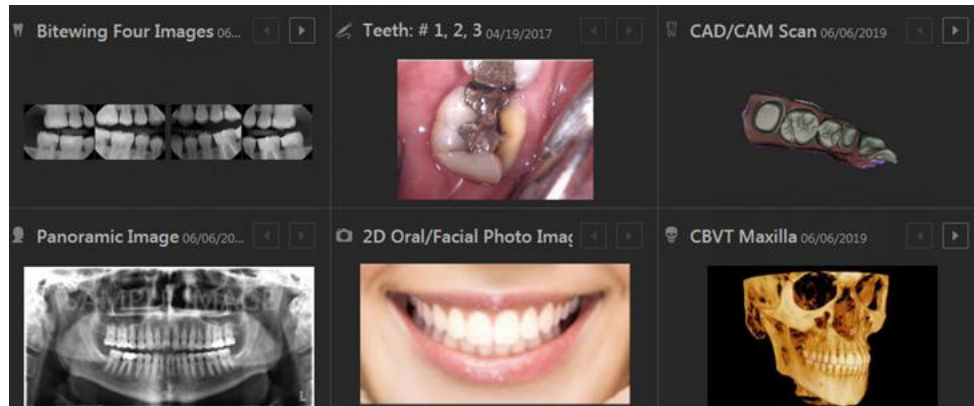 Bitewing Four Images 06...
Teeth: # 1, 2, 3 04/19/2017
CAD/CAM Scan 06/06/2019
Panoramic Image 06/06/20...
2D Oral/Facial Photo Imag
CBVT Maxilla 06/06/2019
SAMPLE IMAGE
L